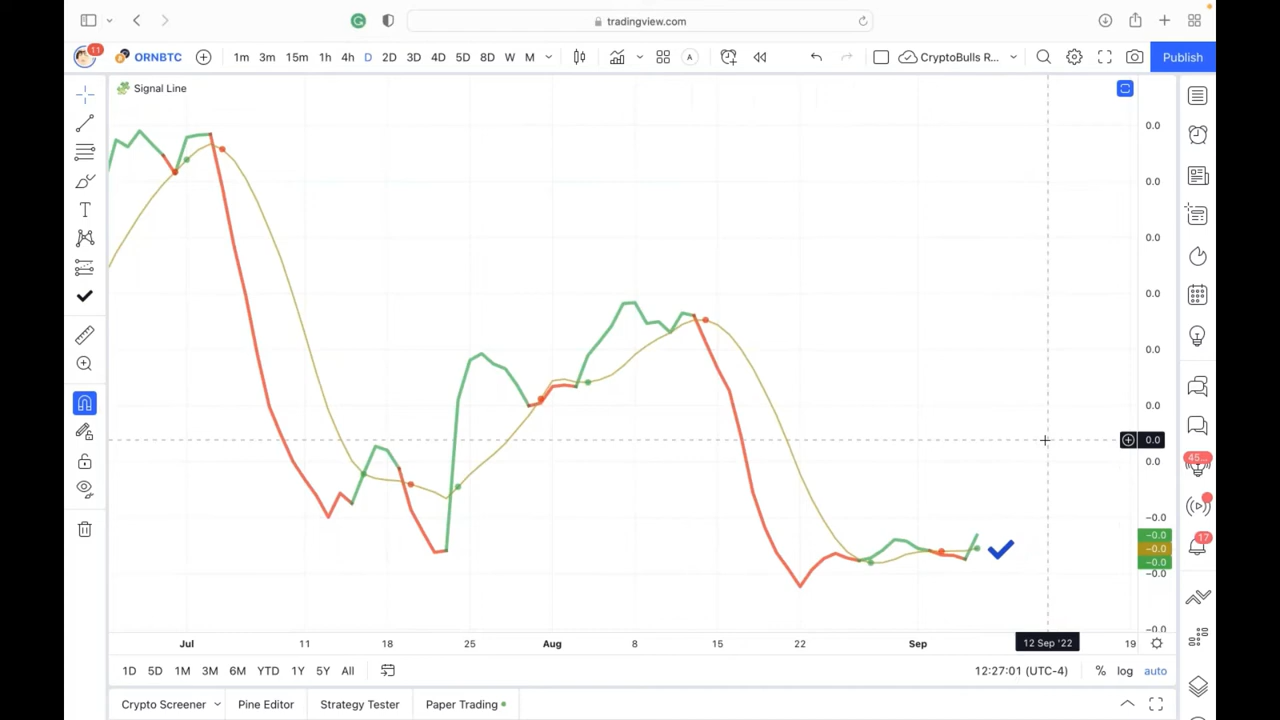 tradingview.com
11
ORNBTC
1m 3m 15m 1h 4h D 2D 3D 4D 5D 8D W M
A
CryptoBulls R...
Publish
Signal Line
0.0
0.0
0.0
0.0
0.0
0.0
0.0
0.0
−0.0
−0.0
−0.0
−0.0
−0.0
−0.0
45...
17
Jul 11 18 25 Aug 8 15 22 Sep 12 Sep '22 19
1D 5D 1M 3M 6M YTD 1Y 5Y All
12:27:01 (UTC-4) % log auto
Crypto Screener Pine Editor Strategy Tester Paper Trading